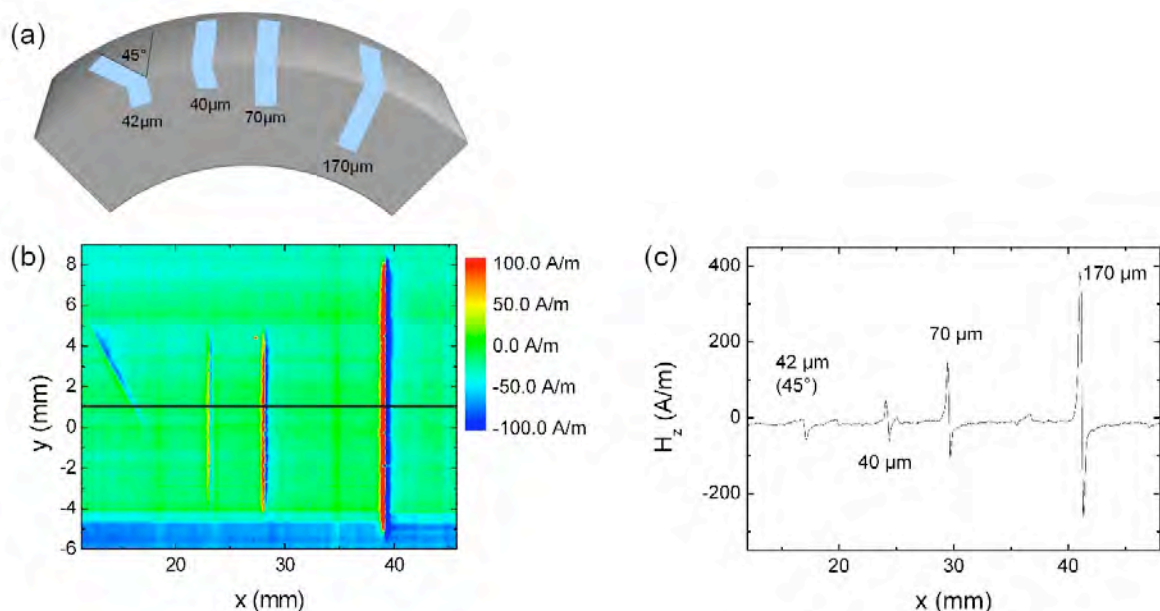 (a)
45°
42μm
40μm
70μm
170μm
(b)
8
6
4
2
0
-2
-4
-6
y (mm)
20
30
40
x (mm)
100.0 A/m
50.0 A/m
0.0 A/m
-50.0 A/m
-100.0 A/m
(c)
400
200
0
-200
H_z (A/m)
42 μm
(45°)
40 μm
70 μm
170 μm
20
30
40
x (mm)